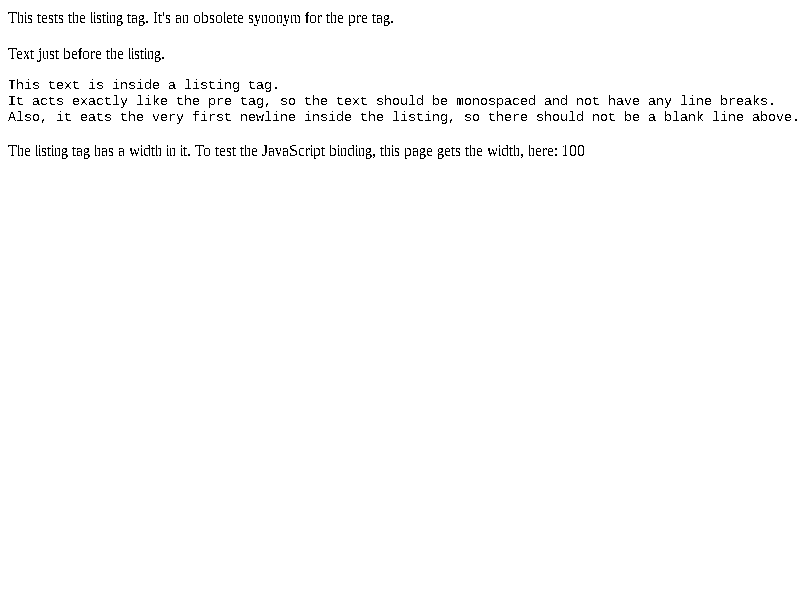 This tests the listing tag. It's an obsolete synonym for the pre tag.
Text just before the listing.
This text is inside a listing tag.
It acts exactly like the pre tag, so the text should be monospaced and not have any line breaks.
Also, it eats the very first newline inside the listing, so there should not be a blank line above.
The listing tag has a width in it. To test the JavaScript binding, this page gets the width, here: 100